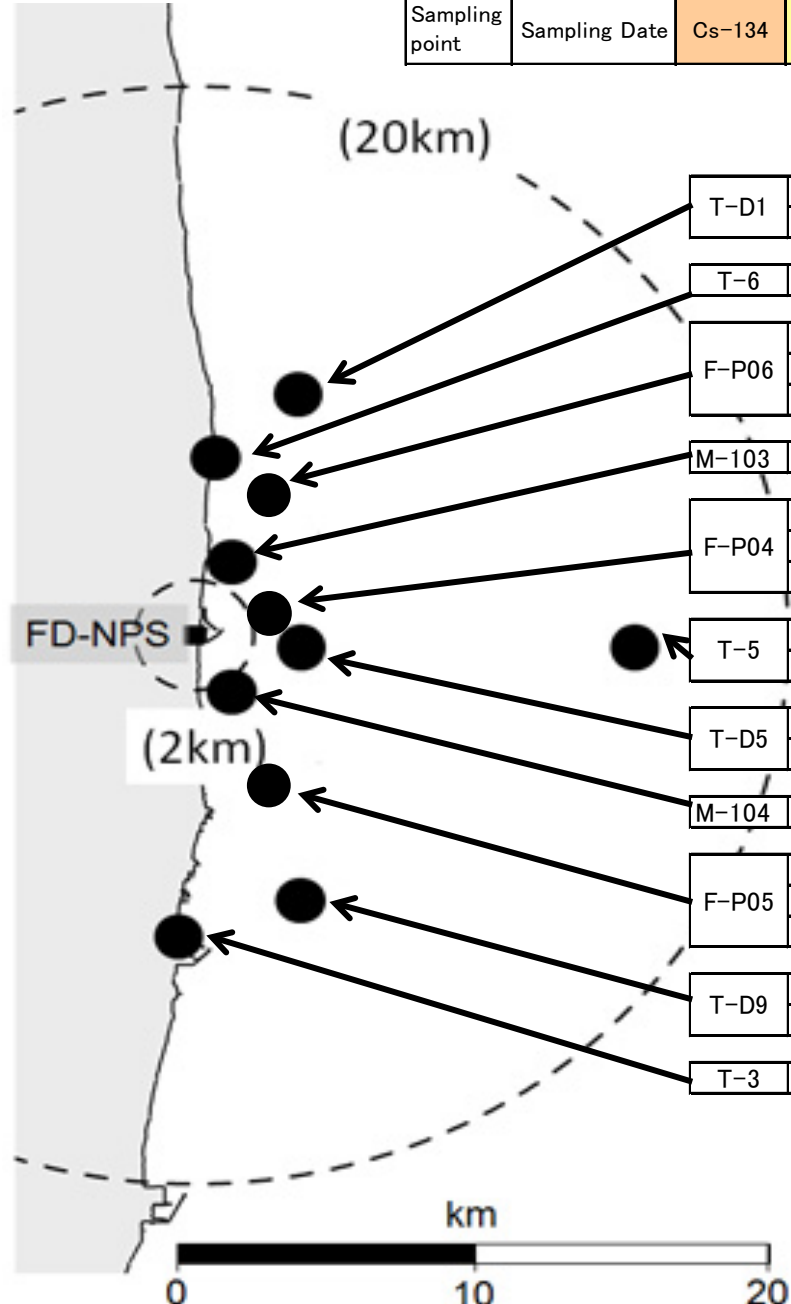 Sampling
point
Sampling Date
Cs-134
(20km)
T-D1
T-6
F-P06
M-103
F-P04
FD-NPS
T-5
T-D5
(2km)
M-104
F-P05
T-D9
T-3
km
0
10
20